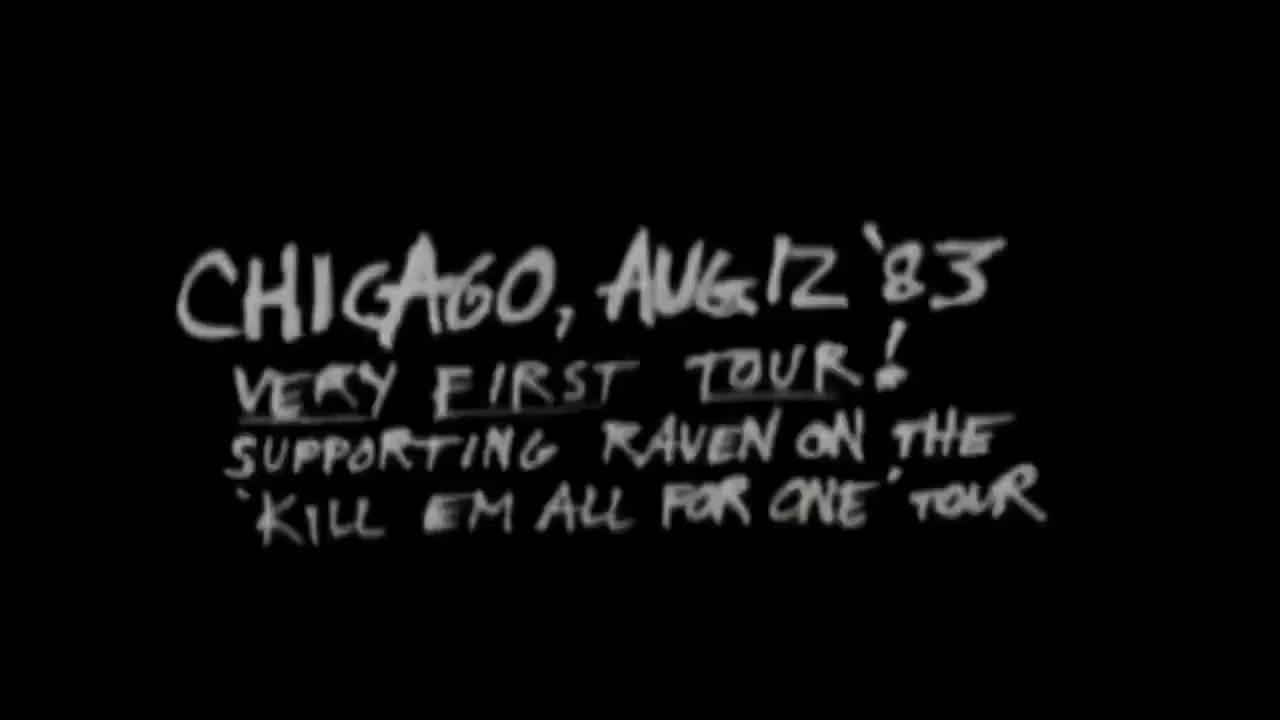 CHICAGO, AUG. 12 '83
VERY FIRST TOUR!
SUPPORTING RAVEN ON THE
'KILL EM ALL FOR ONE' TOUR